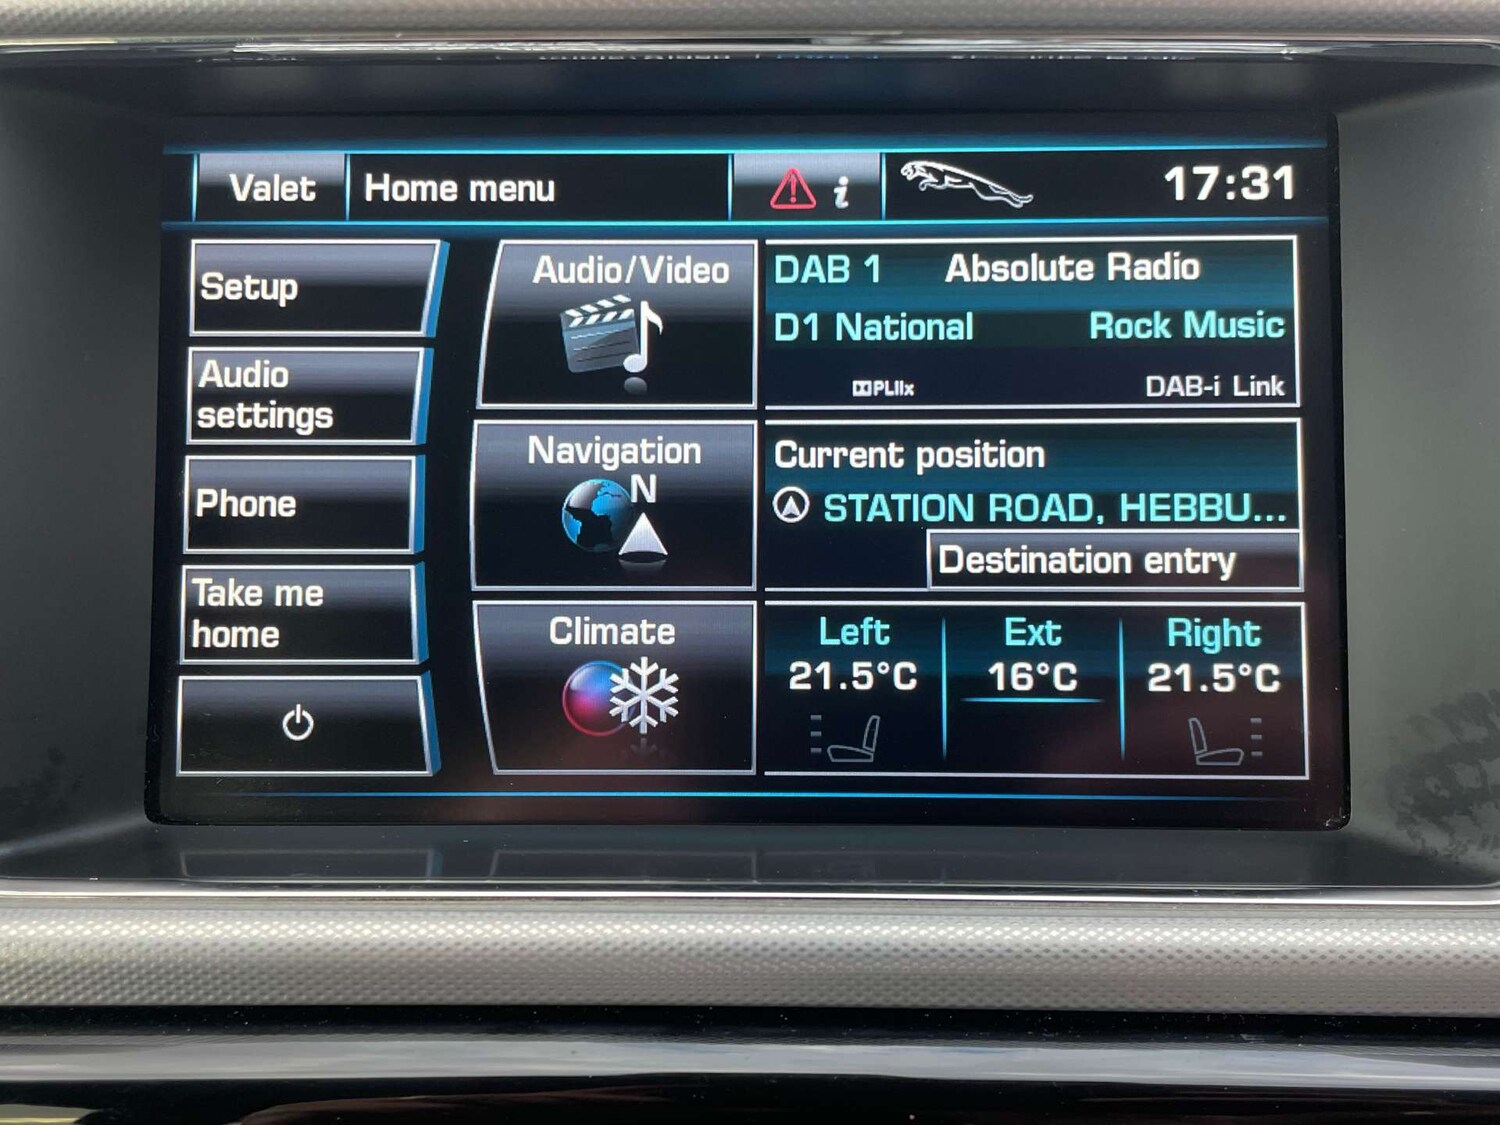 Valet
Home menu
i
17:31
Setup
Audio
settings
Phone
Take me
home
Audio/Video
Navigation
N
Climate
DAB 1 Absolute Radio
D1 National Rock Music
PLIIx DAB-i Link
Current position
STATION ROAD, HEBBU...
Destination entry
Left Ext Right
21.5°C 16°C 21.5°C